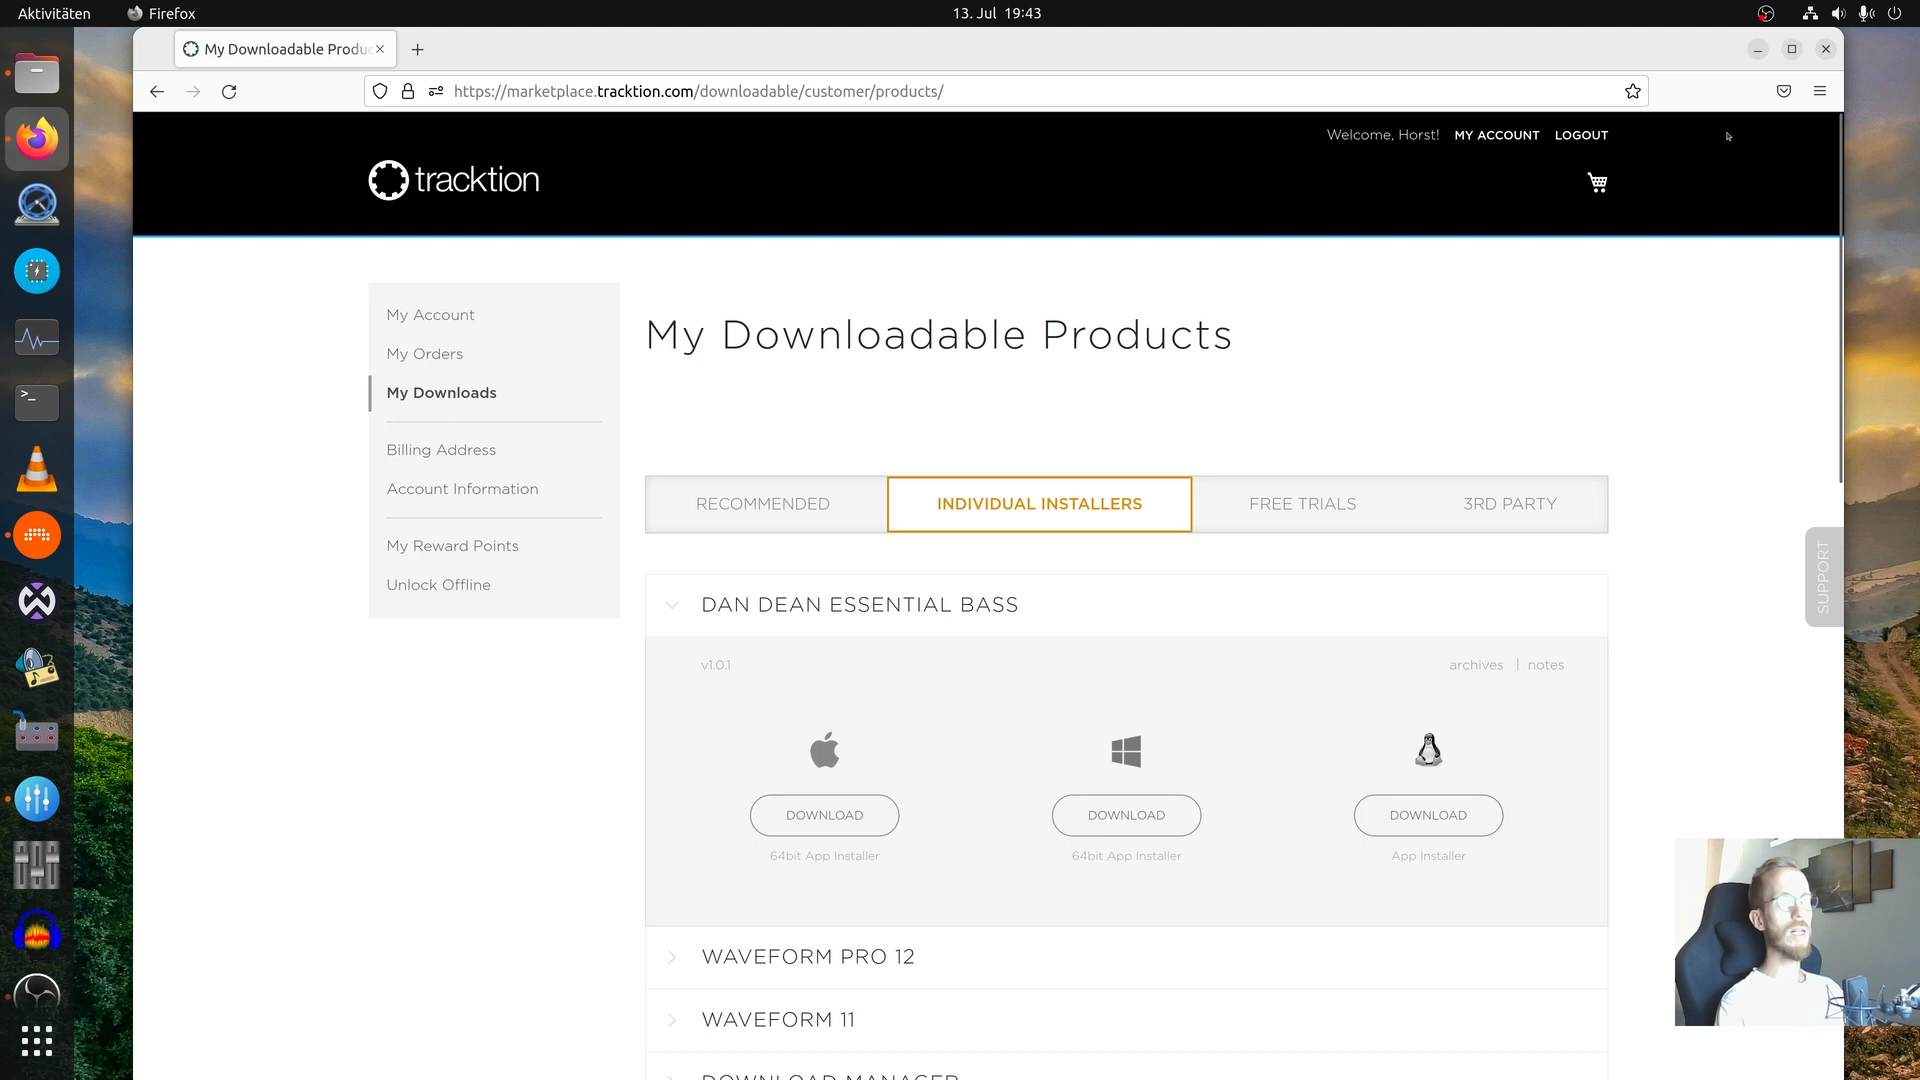 Aktivitäten
Firefox
13. Jul 19:43
My Downloadable Produc
https://marketplace.tracktion.com/downloadable/customer/products/
Welcome, Horst!
MY ACCOUNT
LOGOUT
tracktion
My Account
My Orders
My Downloads
Billing Address
Account Information
My Reward Points
Unlock Offline
My Downloadable Products
RECOMMENDED
INDIVIDUAL INSTALLERS
FREE TRIALS
3RD PARTY
SUPPORT
DAN DEAN ESSENTIAL BASS
v1.0.1
archives | notes
DOWNLOAD
DOWNLOAD
DOWNLOAD
64bit App Installer
64bit App Installer
App Installer
WAVEFORM PRO 12
WAVEFORM 11
DOWNLOAD MANAGER